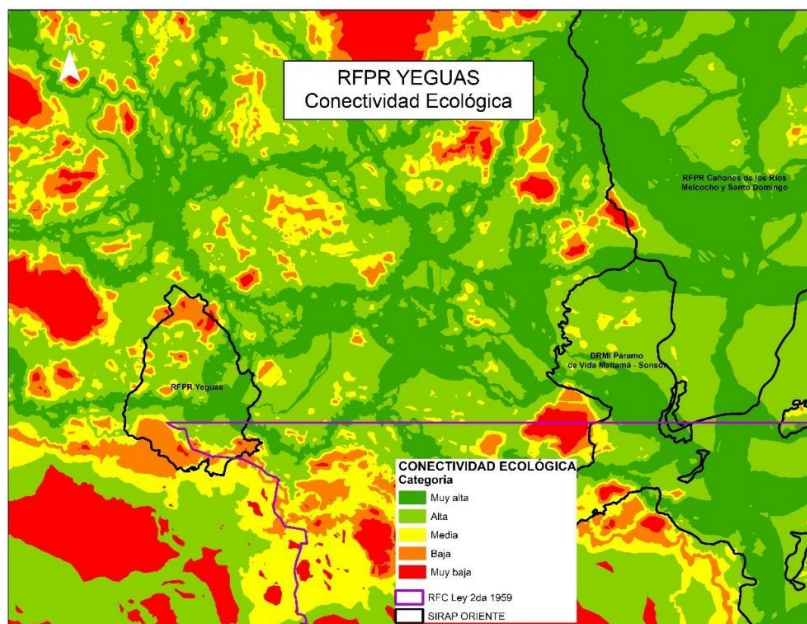 RFPR YEGUAS
Conectividad Ecológica
RFPR Cañones de los Ríos
Melcocho y Santo Domingo
DRMI Páramo
de Vida Maitamá - Sonsón
RFPR Yeguas
CONECTIVIDAD ECOLÓGICA
Categoria
Muy alta
Alta
Media
Baja
Muy baja
RFC Ley 2da 1959
SIRAP ORIENTE